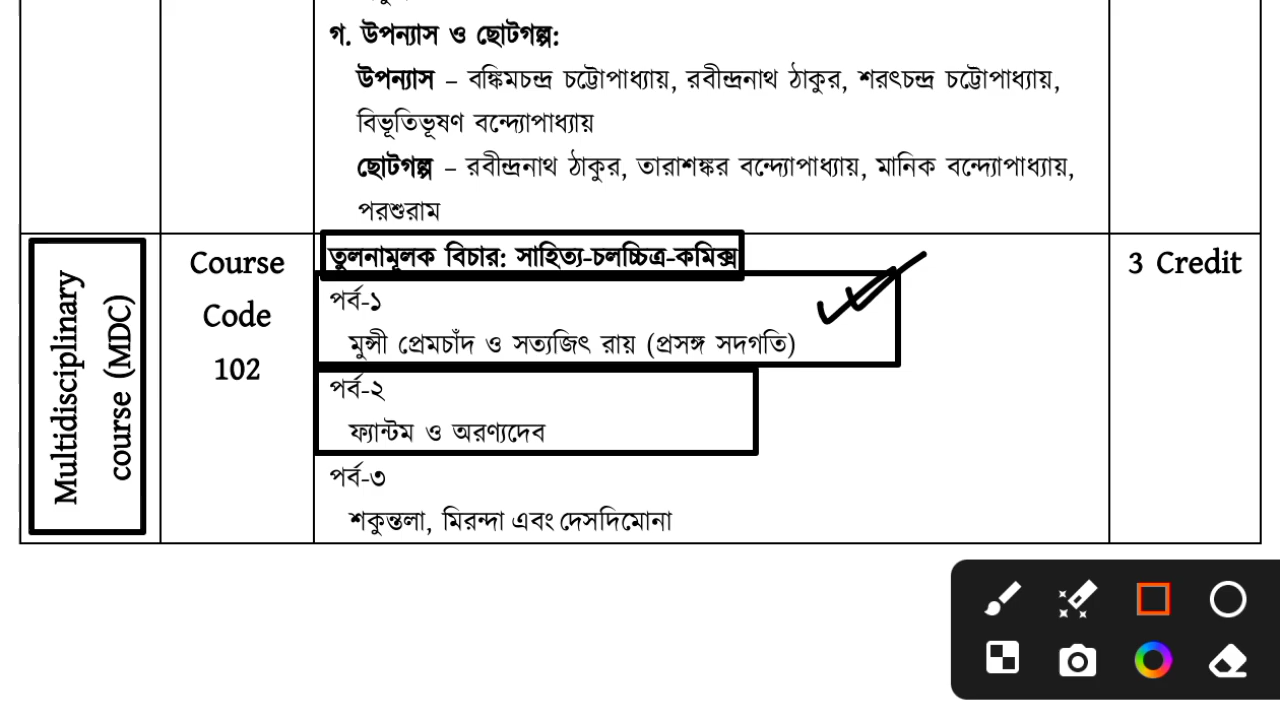 গ. উপন্যাস ও ছোটগল্প:
উপন্যাস – বঙ্কিমচন্দ্র চট্টোপাধ্যায়, রবীন্দ্রনাথ ঠাকুর, শরৎচন্দ্র চট্টোপাধ্যায়,
বিভূতিভূষণ বন্দ্যোপাধ্যায়
ছোটগল্প – রবীন্দ্রনাথ ঠাকুর, তারাশঙ্কর বন্দ্যোপাধ্যায়, মানিক বন্দ্যোপাধ্যায়,
পরশুরাম
Multidisciplinary
course (MDC)
Course
Code
102
তুলনামূলক বিচার: সাহিত্য-চলচ্চিত্র-কমিক্স
পর্ব-১
মুন্সী প্রেমচাঁদ ও সত্যজিৎ রায় (প্রসঙ্গ সদগতি)
পর্ব-২
ফ্যান্টম ও অরণ্যদেব
পর্ব-৩
শকুন্তলা, মিরন্দা এবং দেসদিমোনা
3 Credit